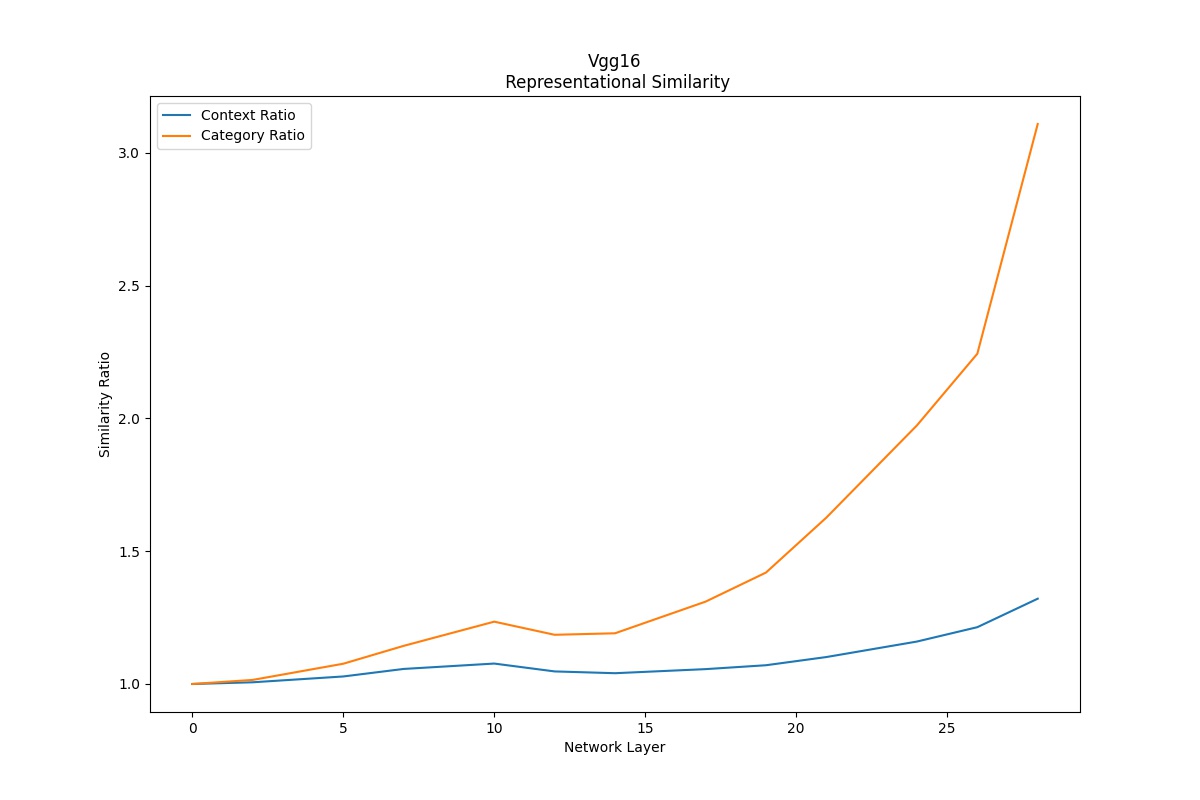 Vgg16
Representational Similarity
Context Ratio
Category Ratio
3.0
2.5
2.0
1.5
1.0
Similarity Ratio
0 5 10 15 20 25
Network Layer